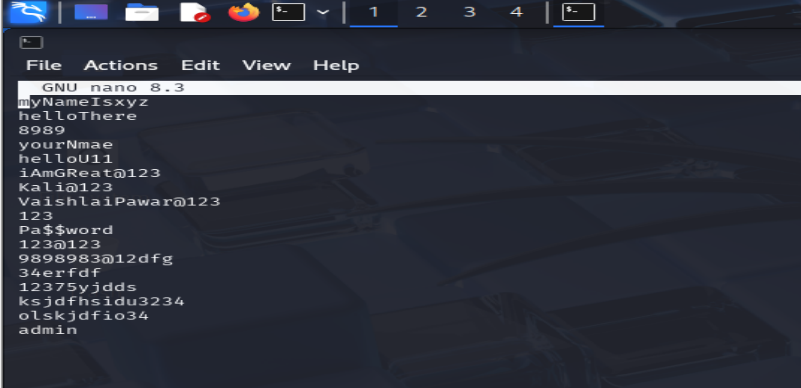 1 2 3 4
File Actions Edit View Help
GNU nano 8.3
myNameIsxyz
helloThere
8989
yourNmae
helloU11
iAmGReat@123
Kali@123
VaishlaiPawar@123
123
Pa$$word
123@123
9898983@12dfg
34erfdf
12375yjdds
ksjdfhsidu3234
olskjdfio34
admin